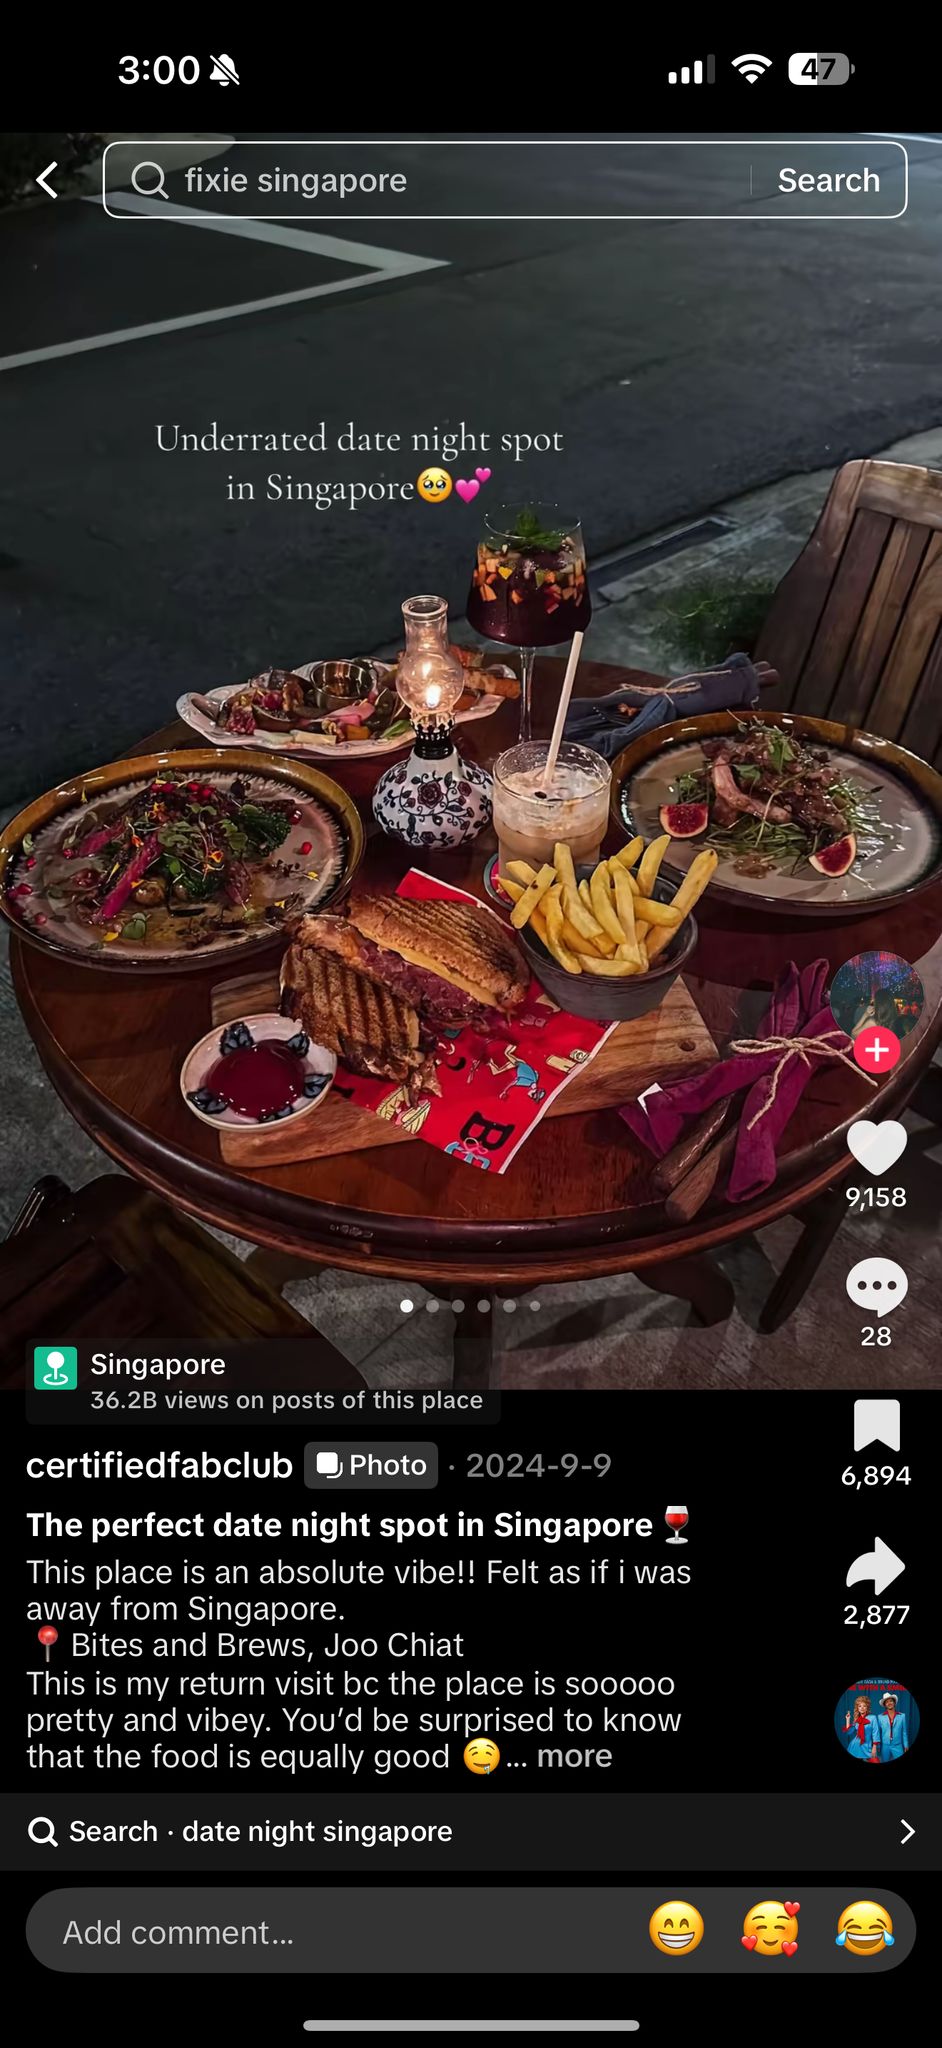 3:00
47
fixie singapore
Search
Underrated date night spot
in Singapore🥹💕
B
9,158
28
Singapore
36.2B views on posts of this place
6,894
certifiedfabclub Photo · 2024-9-9
The perfect date night spot in Singapore 🍷
This place is an absolute vibe!! Felt as if i was
away from Singapore.
📍 Bites and Brews, Joo Chiat
2,877
This is my return visit bc the place is sooooo
pretty and vibey. You’d be surprised to know
that the food is equally good 🤤... more
Search · date night singapore
Add comment...